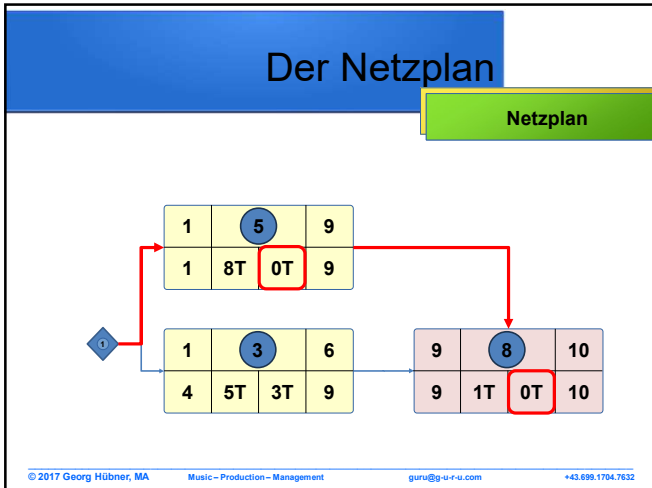 Der Netzplan
Netzplan
1 5 9
1 8T 0T 9
1
1 3 6
4 5T 3T 9
9 8 10
9 1T 0T 10
© 2017 Georg Hübner, MA Music – Production – Management guru@g-u-r-u.com +43.699.1704.7632